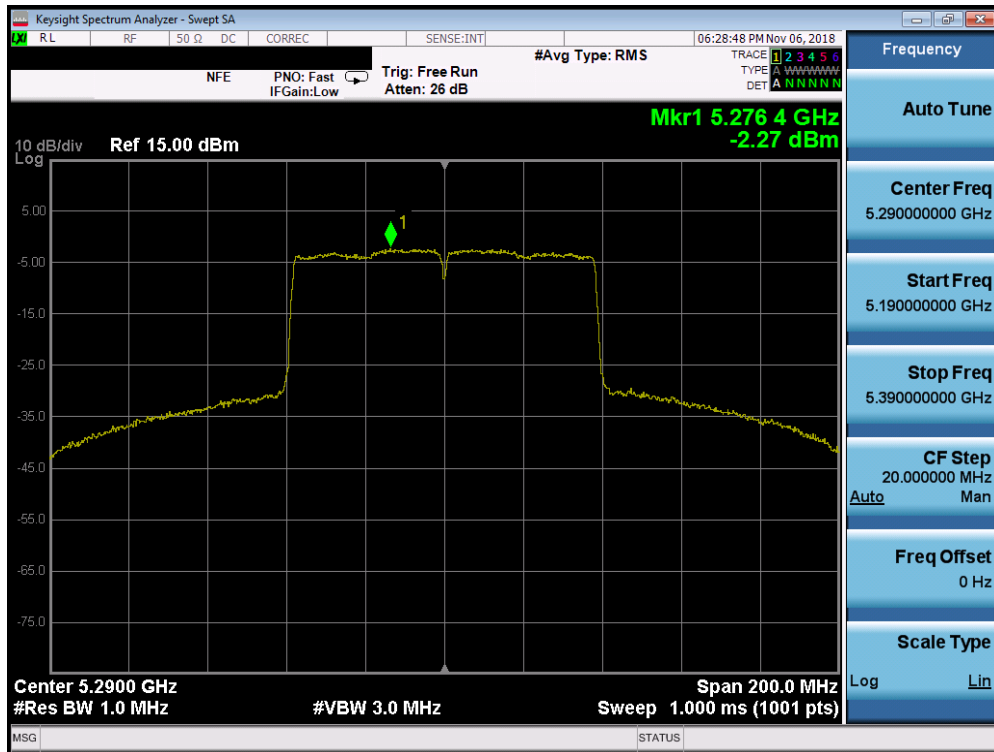 Keysight Spectrum Analyzer - Swept SA
LXI RL RF 50 Ω DC CORREC SENSE:INT 06:28:48 PM Nov 06, 2018
#Avg Type: RMS TRACE 1 2 3 4 5 6
NFE PNO: Fast Trig: Free Run TYPE A WWWWW
IFGain:Low Atten: 26 dB DET A N N N N N
Mkr1 5.276 4 GHz
-2.27 dBm
10 dB/div Ref 15.00 dBm
Log
1
5.00
-5.00
-15.0
-25.0
-35.0
-45.0
-55.0
-65.0
-75.0
Center 5.2900 GHz Span 200.0 MHz
#Res BW 1.0 MHz #VBW 3.0 MHz Sweep 1.000 ms (1001 pts)
MSG STATUS
Frequency
Auto Tune
Center Freq
5.290000000 GHz
Start Freq
5.190000000 GHz
Stop Freq
5.390000000 GHz
CF Step
20.000000 MHz
Auto Man
Freq Offset
0 Hz
Scale Type
Log Lin